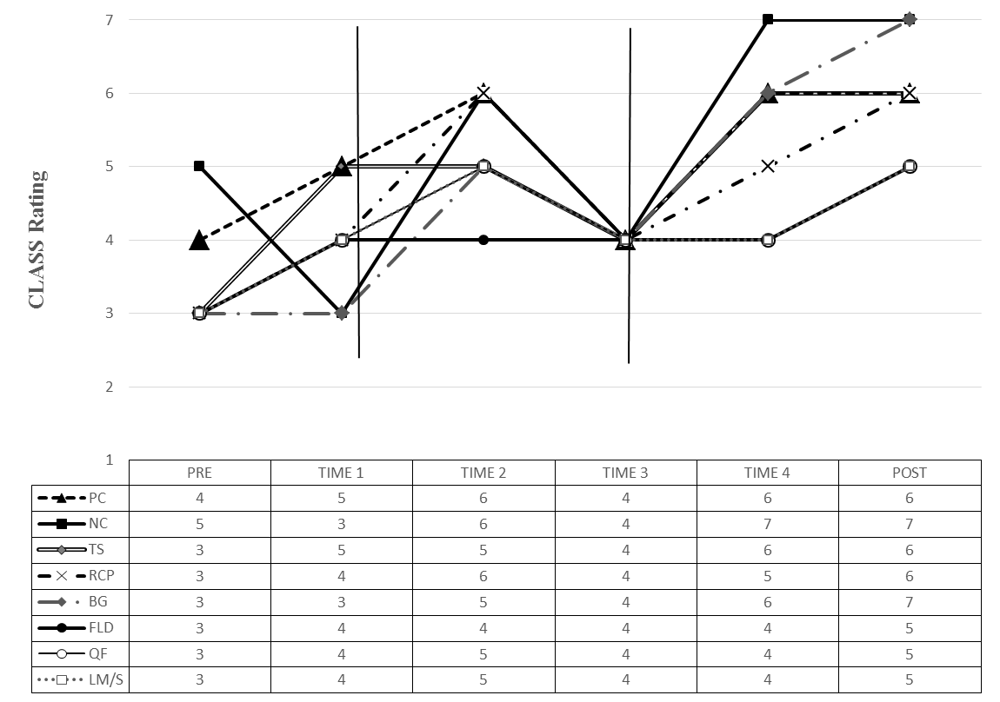 7
6
5
4
3
2
1
CLASS Rating
PRE TIME 1 TIME 2 TIME 3 TIME 4 POST
PC 4 5 6 4 6 6
NC 5 3 6 4 7 7
TS 3 5 5 4 6 6
RCP 3 4 6 4 5 6
BG 3 3 5 4 6 7
FLD 3 4 4 4 4 5
QF 3 4 5 4 4 5
LM/S 3 4 5 4 4 5